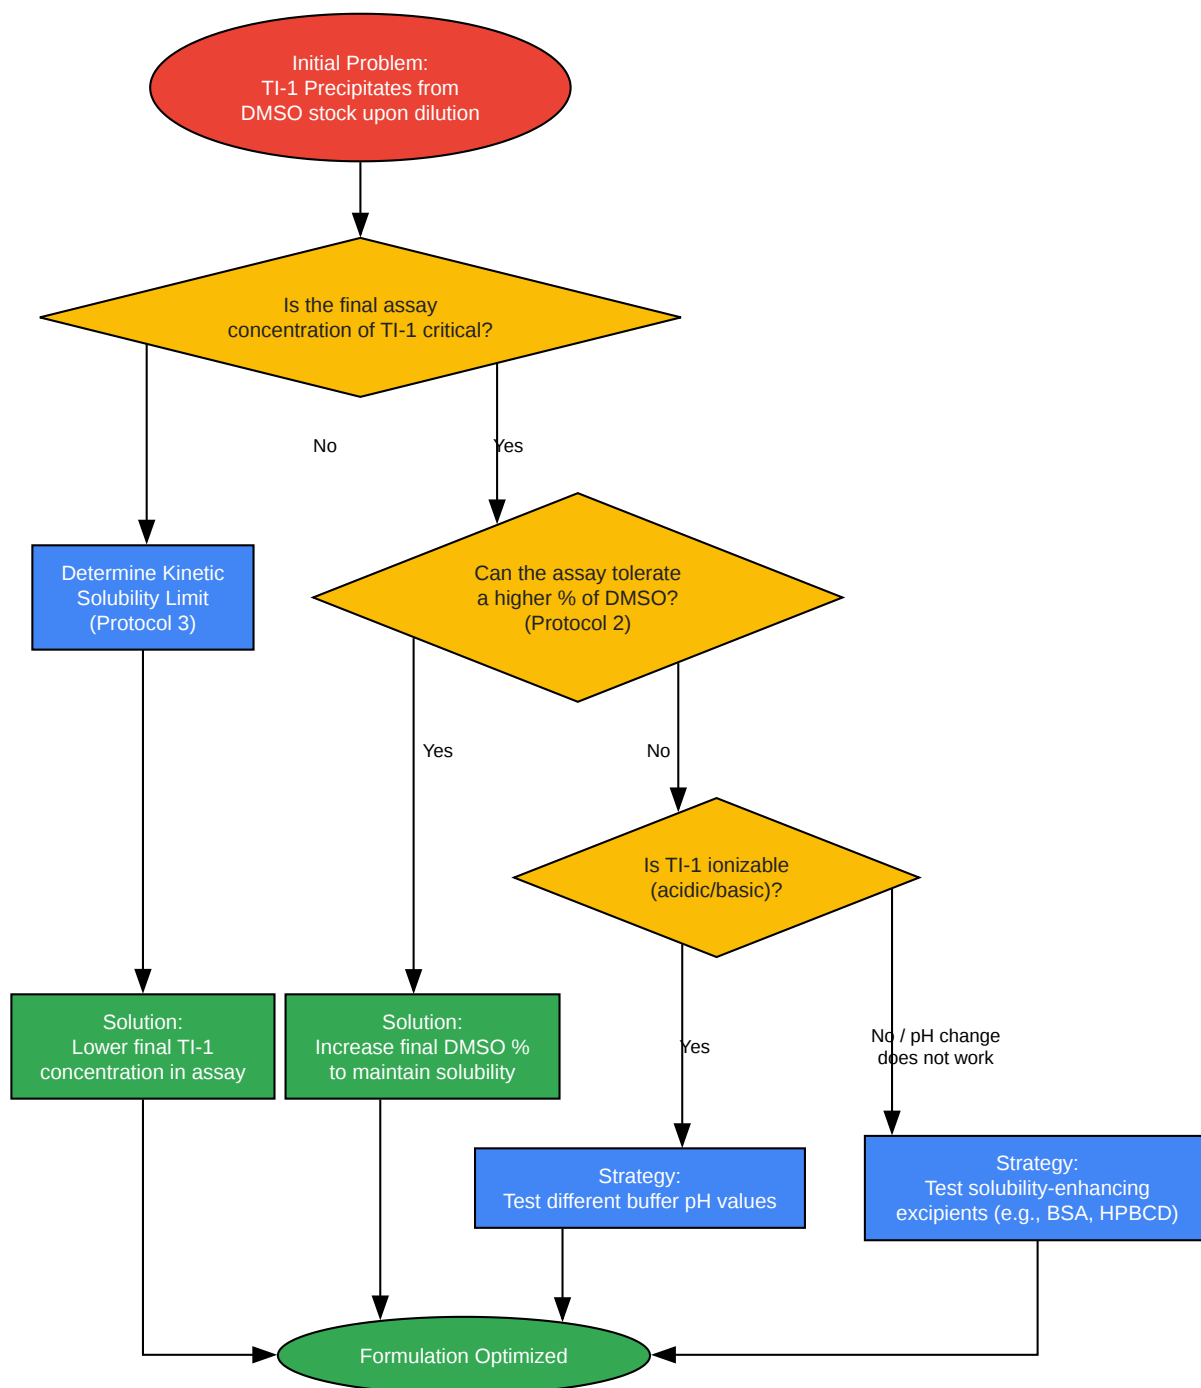 Initial Problem:
TI-1 Precipitates from
DMSO stock upon dilution
Is the final assay
concentration of TI-1 critical?
No
Yes
Determine Kinetic
Solubility Limit
(Protocol 3)
Can the assay tolerate
a higher % of DMSO?
(Protocol 2)
Yes
No
Is TI-1 ionizable
(acidic/basic)?
Solution:
Lower final TI-1
concentration in assay
Solution:
Increase final DMSO %
to maintain solubility
Yes
No / pH change
does not work
Strategy:
Test different buffer pH values
Strategy:
Test solubility-enhancing
excipients (e.g., BSA, HPBCD)
Formulation Optimized